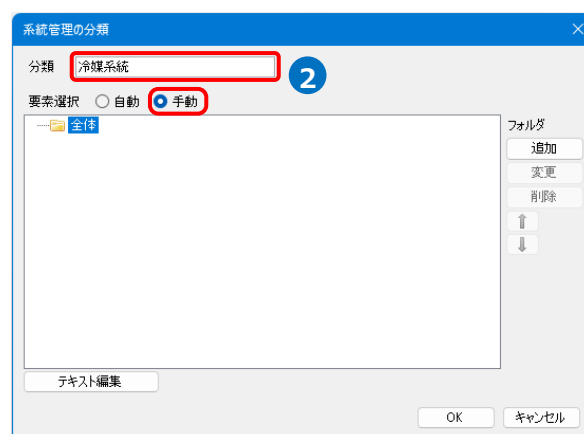 系統管理の分類
分類 冷媒系統
2
要素選択 自動 手動
全体
フォルダ
追加
変更
削除
テキスト編集
OK キャンセル